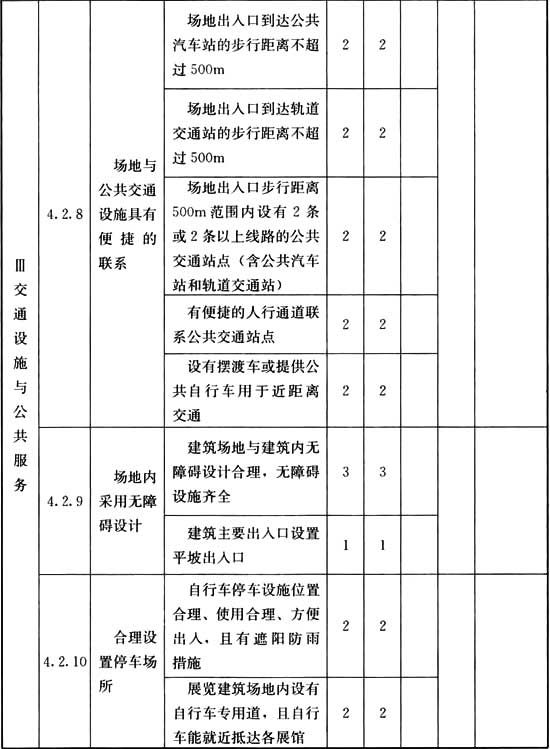 Ⅲ
交
通
设
施
与
公
共
服
务
4.2.8
场地与
公共交通
设施具有
便捷的
联系
场地出入口到达公共
汽车站的步行距离不超
过500m
2 2
场地出入口到达轨道
交通站的步行距离不超
过500m
2 2
场地出入口步行距离
500m范围内设有2条
或2条以上线路的公共
交通站点（含公共汽车
站和轨道交通站）
2 2
有便捷的人行通道联
系公共交通站点
2 2
设有摆渡车或提供公
共自行车用于近距离
交通
2 2
4.2.9
场地内
采用无障
碍设计
建筑场地与建筑内无
障碍设计合理，无障碍
设施齐全
3 3
建筑主要出入口设置
平坡出入口
1 1
4.2.10
合理设
置停车场
所
自行车停车设施位置
合理、使用合理、方便
出入，且有遮阳防雨
措施
2 2
展览建筑场地内设有
自行车专用道，且自行
车能就近抵达各展馆
2 2